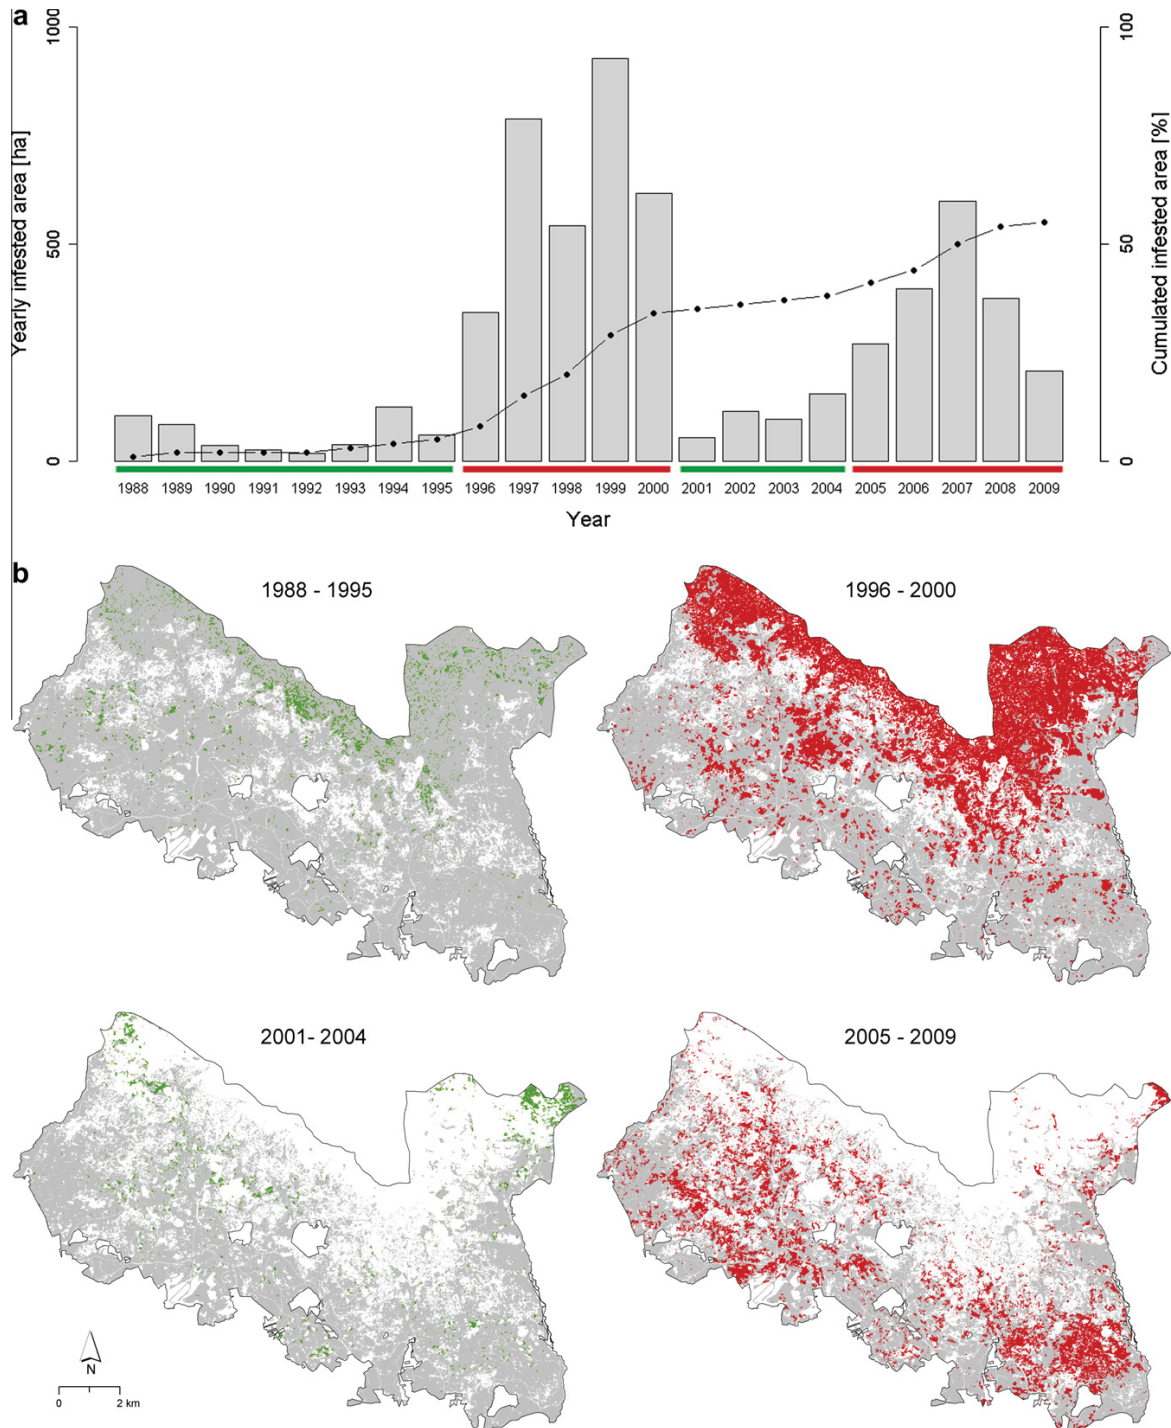 a
1000
500
0
Yearly infested area [ha]
100
50
0
Cumulated infested area [%]
1988 1989 1990 1991 1992 1993 1994 1995 1996 1997 1998 1999 2000 2001 2002 2003 2004 2005 2006 2007 2008 2009
Year
b
1988 - 1995
1996 - 2000
2001- 2004
2005 - 2009
N
0 2 km